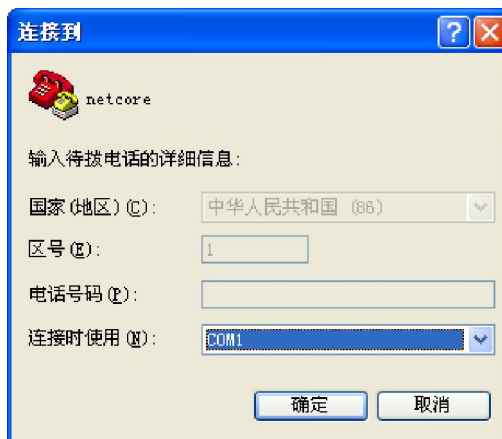 连接到
netcore
输入待拨电话的详细信息:
国家(地区)(C): 中华人民共和国 (86)
区号(E): 1
电话号码(P):
连接时使用(N): COM1
确定 取消